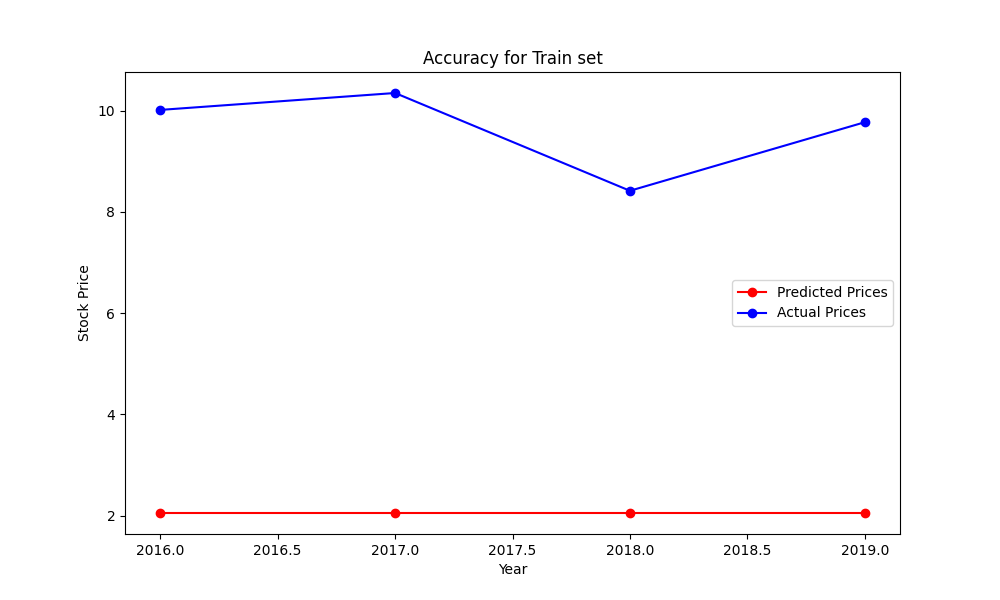 Accuracy for Train set
10
8
6
4
2
Stock Price
Predicted Prices
Actual Prices
2016.0 2016.5 2017.0 2017.5 2018.0 2018.5 2019.0
Year